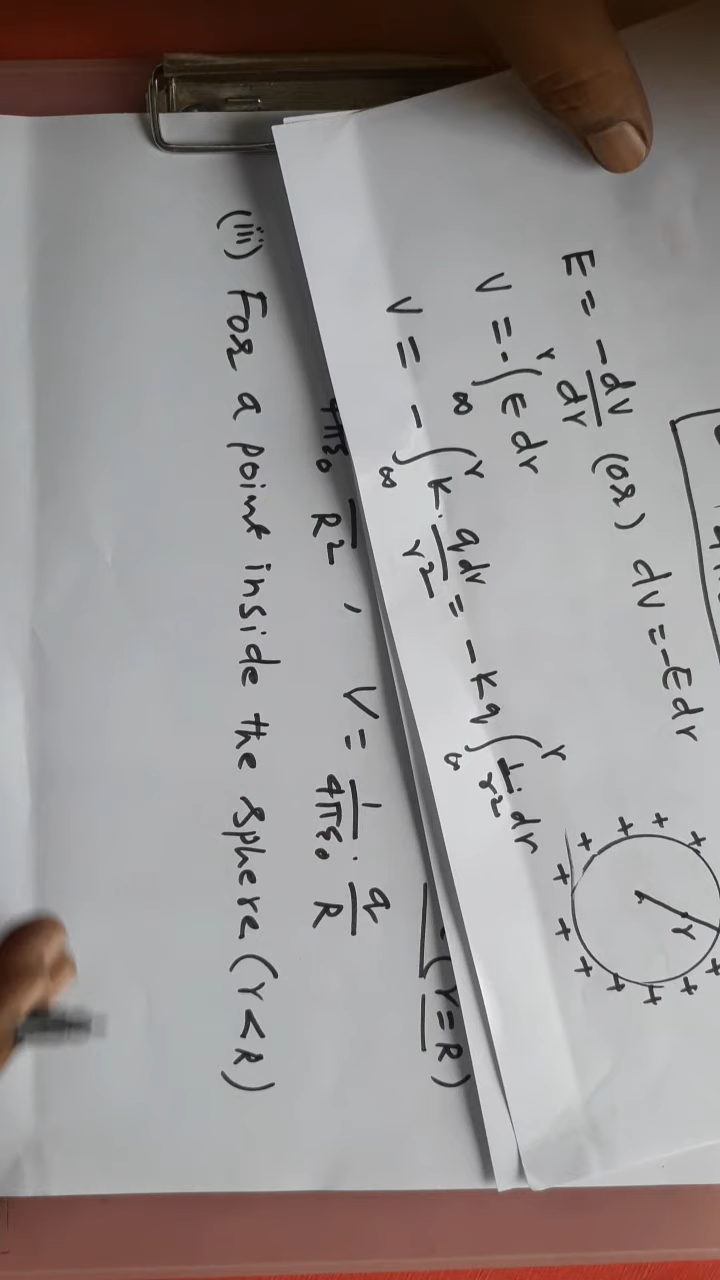 E = -dv/dr (or) dv = -E dr
V = -∫_∞^r E dr
V = -∫_∞^r K. q dr/r² = -Kq ∫_∞^r 1/r² dr
r
(r = R)
4πε₀ R² , V = 1/4πε₀ . q/R
(iii) For a point inside the sphere (r < R)